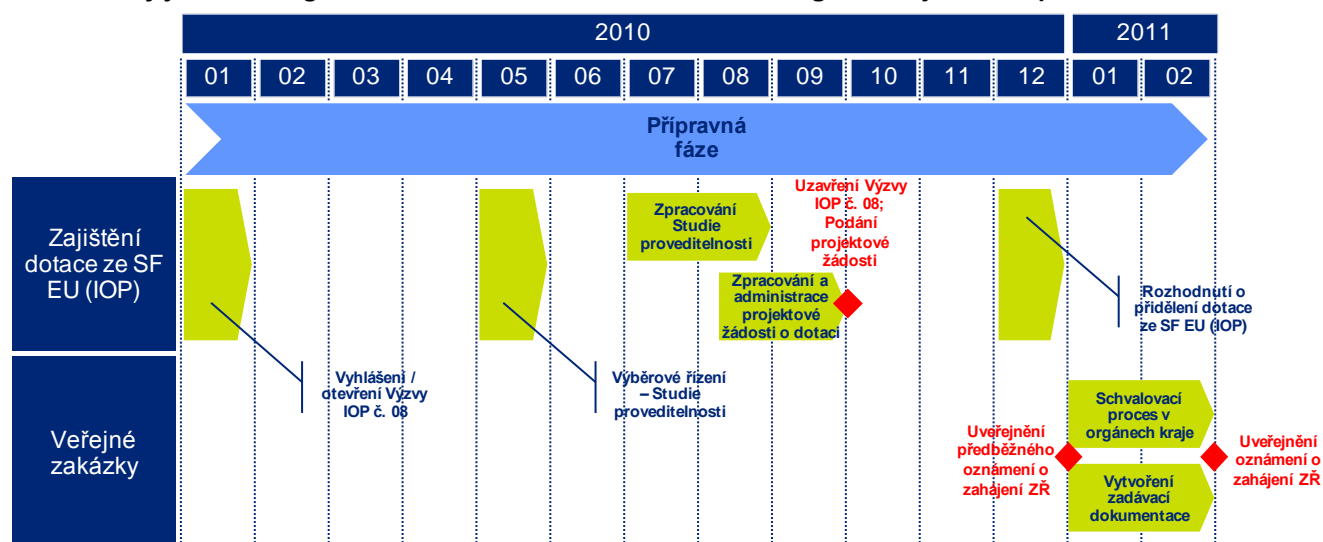 2010
2011
01
02
03
04
05
06
07
08
09
10
11
12
01
02
Přípravná
fáze
Zajištění
dotace ze SF
EU (IOP)
Zpracování
Studie
proveditelnosti
Uzavření Výzvy
IOP č. 08;
Podání
projektové
žádosti
Zpracování a
administrace
projektové
žádosti o dotaci
Rozhodnutí o
přidělení dotace
ze SF EU (IOP)
Vyhlášení /
otevření Výzvy
IOP č. 08
Výběrové řízení
– Studie
proveditelnosti
Veřejné
zakázky
Schvalovací
proces v
orgánech kraje
Uveřejnění
předběžného
oznámení o
zahájení ZŘ
Uveřejnění
oznámení o
zahájení ZŘ
Vytvoření
zadávací
dokumentace